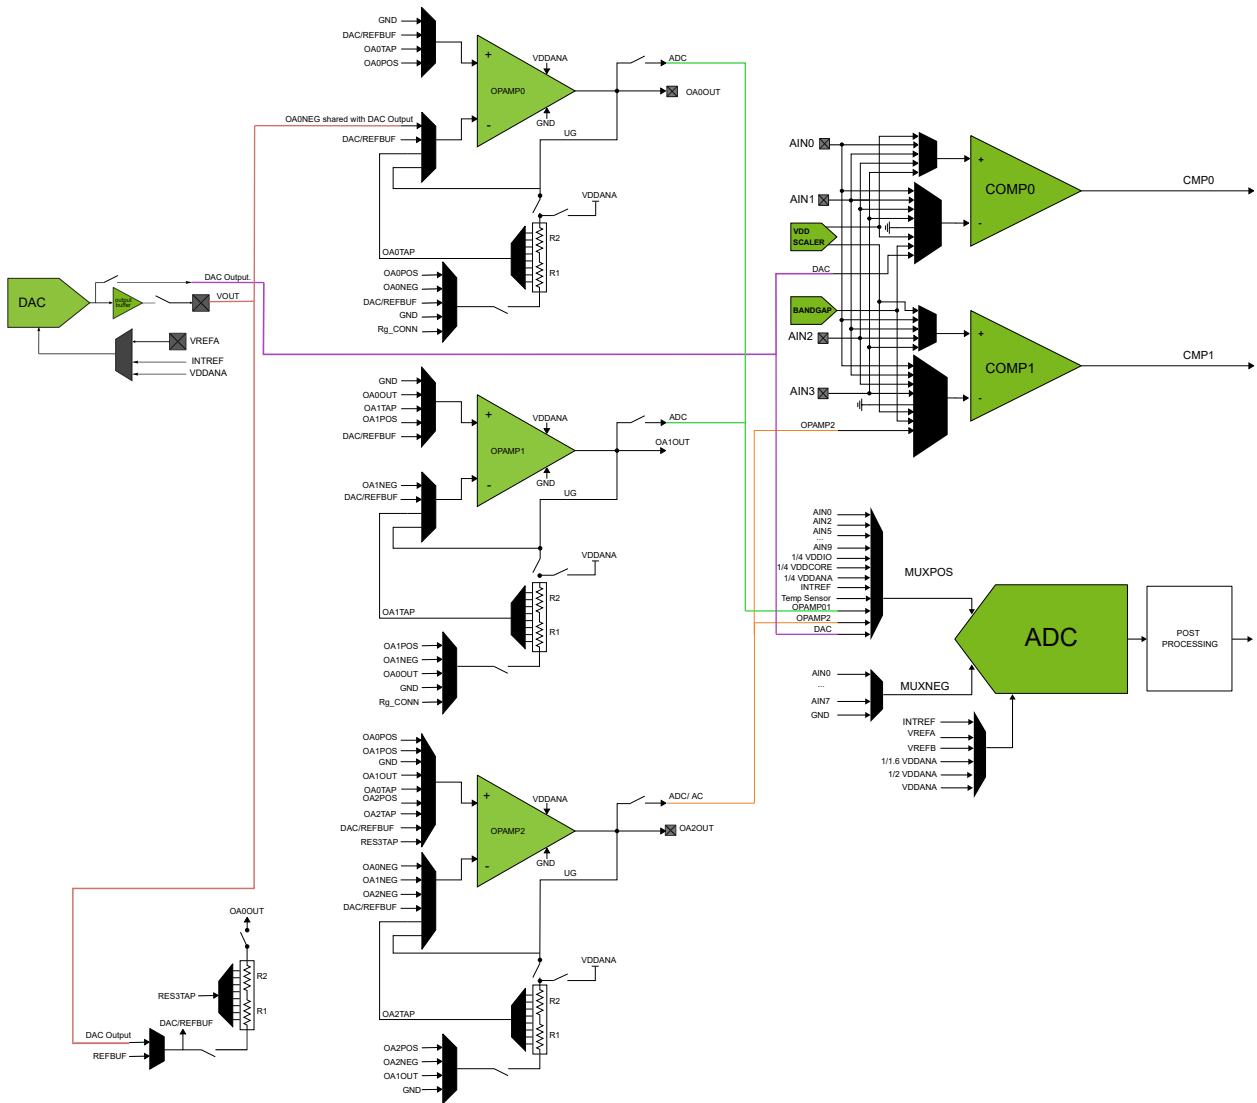 GND
DAC/REFBUF
OA0TAP
OA0POS
+
-
OPAMP0
VDDANA
GND
UG
ADC
OA0OUT
OA0NEG shared with DAC Output
DAC/REFBUF
VDDANA
R2
R1
OA0TAP
OA0POS
OA0NEG
DAC/REFBUF
GND
Rg_CONN
DAC
output
buffer
DAC Output.
VOUT
VREFA
INTREF
VDDANA
GND
OA0OUT
OA1TAP
OA1POS
DAC/REFBUF
+
-
OPAMP1
VDDANA
GND
UG
ADC
OA1OUT
OA1NEG
DAC/REFBUF
VDDANA
R2
R1
OA1TAP
OA1POS
OA1NEG
OA0OUT
GND
Rg_CONN
OA0POS
OA1POS
GND
OA1OUT
OA0TAP
OA2POS
OA2TAP
DAC/REFBUF
RES3TAP
+
-
OPAMP2
VDDANA
GND
UG
ADC/ AC
OA2OUT
OA0NEG
OA1NEG
OA2NEG
DAC/REFBUF
VDDANA
R2
R1
OA2TAP
OA2POS
OA2NEG
OA1OUT
GND
OA0OUT
R2
R1
RES3TAP
DAC/REFBUF
DAC Output
REFBUF
AIN0
AIN1
VDD
SCALER
DAC
BANDGAP
AIN2
AIN3
OPAMP2
+
-
COMP0
CMP0
+
-
COMP1
CMP1
AIN0
AIN2
AIN5
...
AIN9
1/4 VDDIO
1/4 VDDCORE
1/4 VDDANA
INTREF
Temp Sensor
OPAMP01
OPAMP2
DAC
MUXPOS
AIN0
...
AIN7
GND
MUXNEG
INTREF
VREFA
VREFB
1/1.6 VDDANA
1/2 VDDANA
VDDANA
ADC
POST
PROCESSING